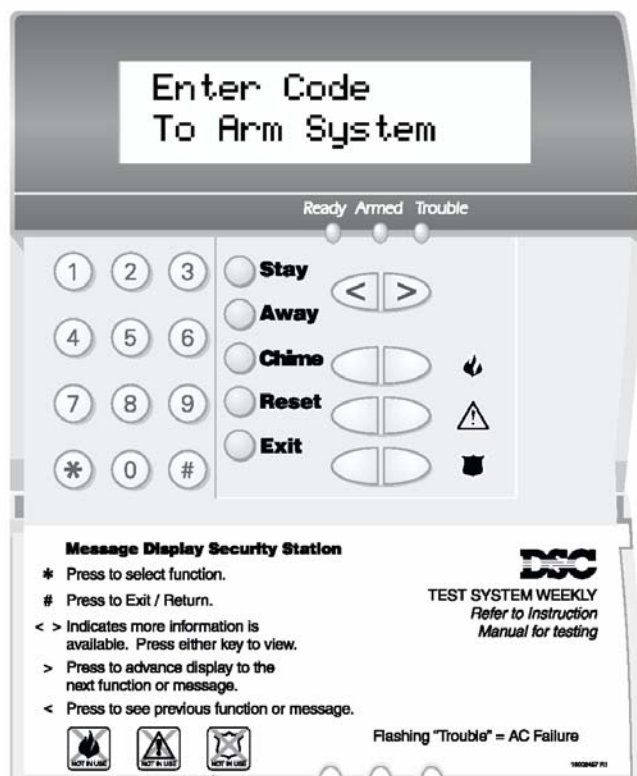 Enter Code
To Arm System
Ready Armed Trouble
1 2 3
4 5 6
7 8 9
* 0 #
Stay
Away
Chime
Reset
Exit
< >
Message Display Security Station
* Press to select function.
# Press to Exit / Return.
< > Indicates more information is
available. Press either key to view.
> Press to advance display to the
next function or message.
< Press to see previous function or message.
NOT IN USE NOT IN USE NOT IN USE
DSC
TEST SYSTEM WEEKLY
Refer to Instruction
Manual for testing
Flashing "Trouble" = AC Failure